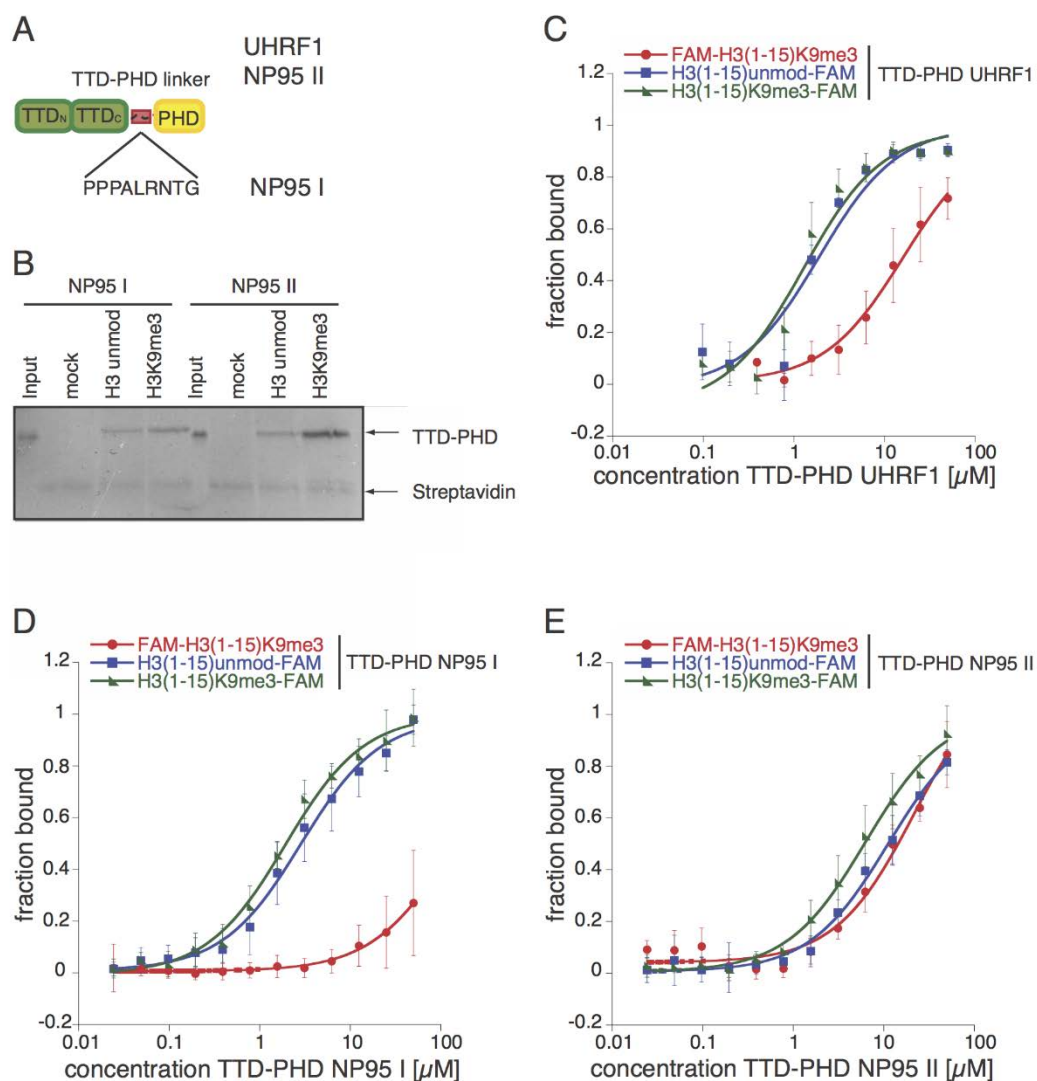 A
UHRF1
NP95 II
TTD-PHD linker
TTDN TTDC PHD
PPPALRNTG
NP95 I
B
NP95 I NP95 II
Input mock H3 unmod H3K9me3 Input mock H3 unmod H3K9me3
TTD-PHD
Streptavidin
C
FAM-H3(1-15)K9me3
H3(1-15)unmod-FAM
H3(1-15)K9me3-FAM
TTD-PHD UHRF1
fraction bound
1.2
1
0.8
0.6
0.4
0.2
0
-0.2
0.01 0.1 1 10 100
concentration TTD-PHD UHRF1 [µM]
D
FAM-H3(1-15)K9me3
H3(1-15)unmod-FAM
H3(1-15)K9me3-FAM
TTD-PHD NP95 I
fraction bound
1.2
1
0.8
0.6
0.4
0.2
0
-0.2
0.01 0.1 1 10 100
concentration TTD-PHD NP95 I [µM]
E
FAM-H3(1-15)K9me3
H3(1-15)unmod-FAM
H3(1-15)K9me3-FAM
TTD-PHD NP95 II
fraction bound
1.2
1
0.8
0.6
0.4
0.2
0
-0.2
0.01 0.1 1 10 100
concentration TTD-PHD NP95 II [µM]